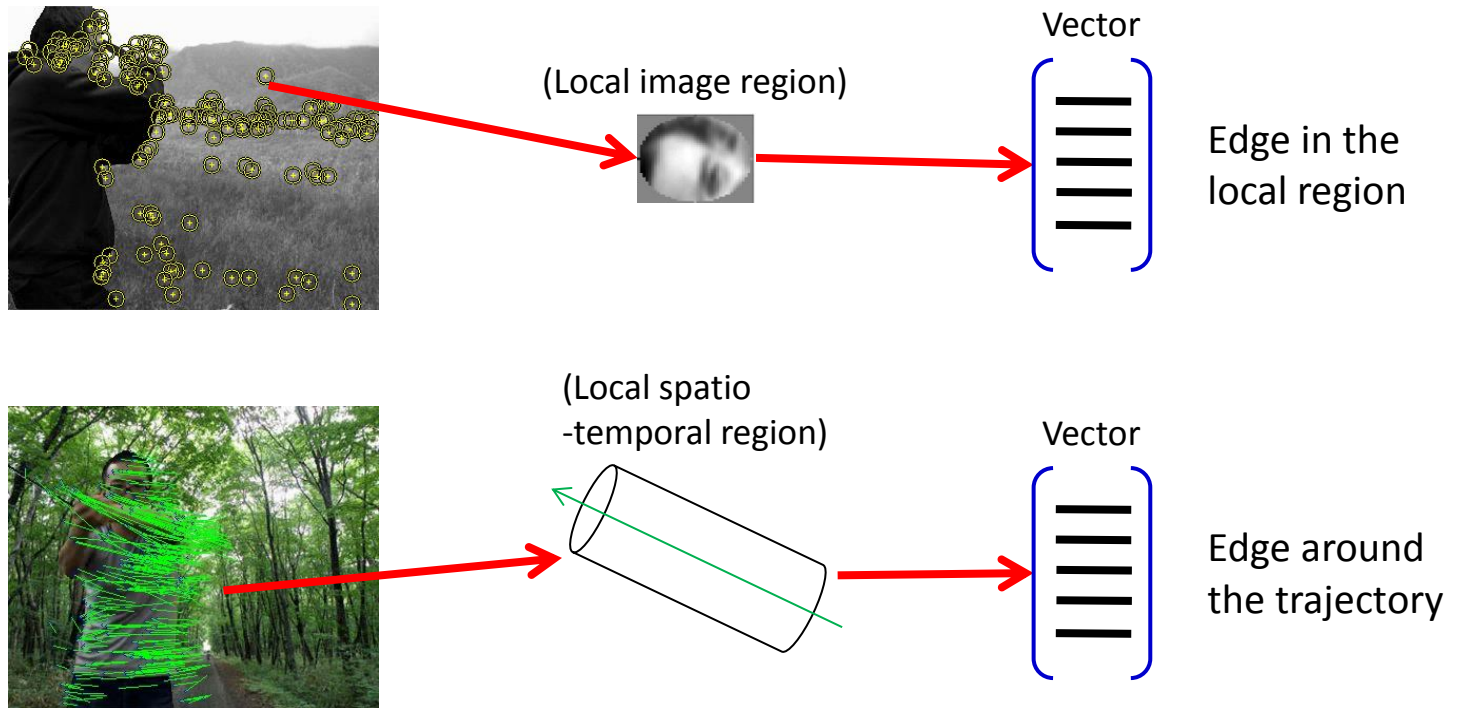 Vector
(Local image region)
Edge in the
local region
(Local spatio
-temporal region)
Vector
Edge around
the trajectory